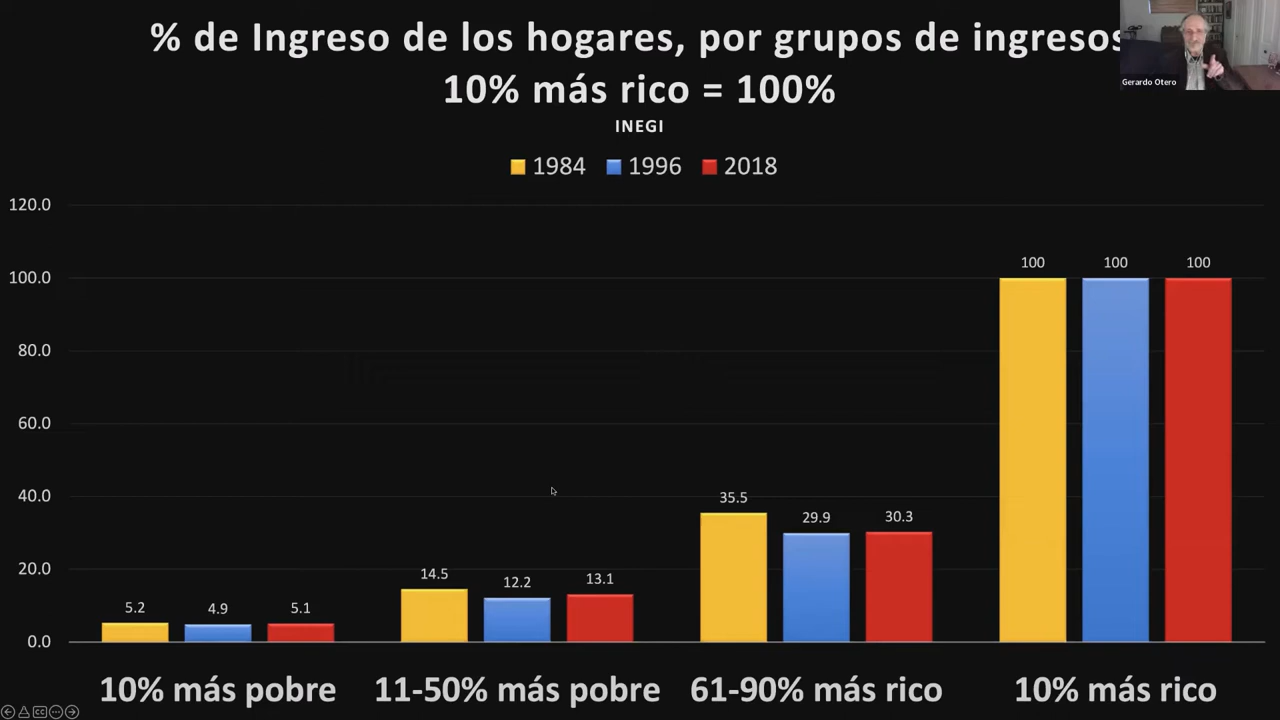 % de Ingreso de los hogares, por grupos de ingresos
10% más rico = 100%
INEGI
1984 1996 2018
Gerardo Otero
120.0
100.0
80.0
60.0
40.0
20.0
0.0
5.2 4.9 5.1
14.5 12.2 13.1
35.5 29.9 30.3
100 100 100
10% más pobre 11-50% más pobre 61-90% más rico 10% más rico
CC